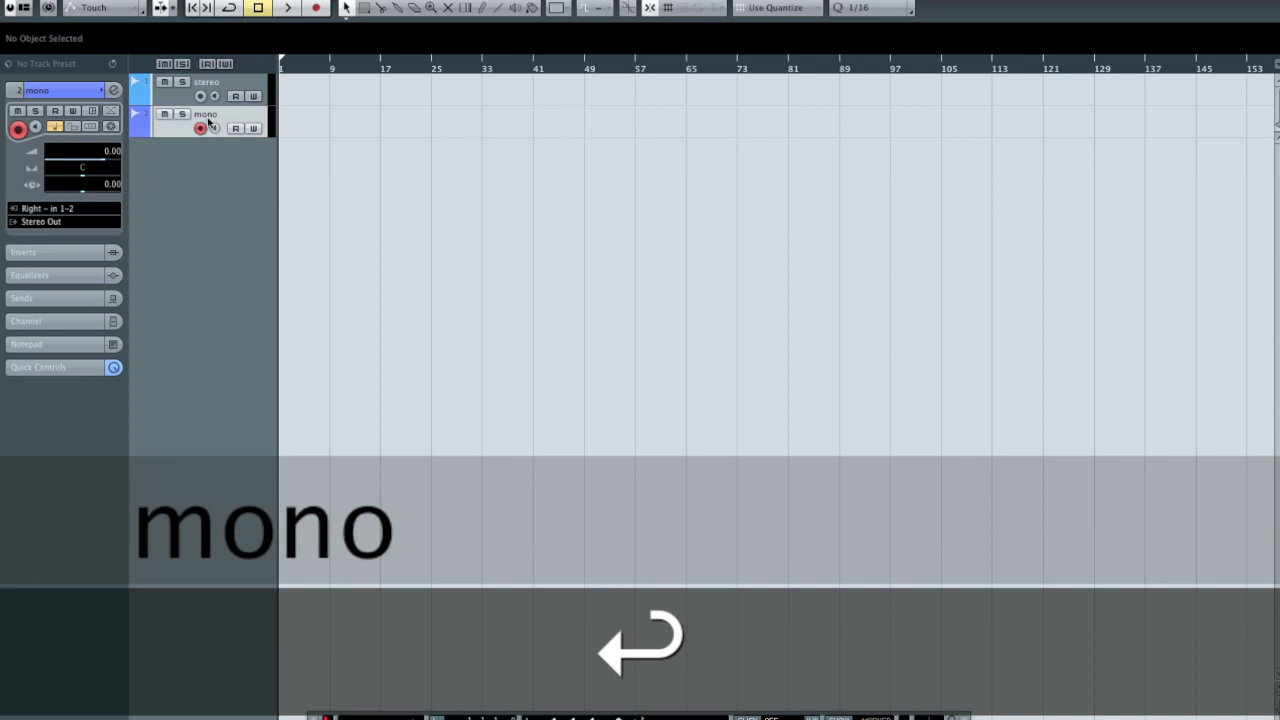 Touch Use Quantize Q 1/16
No Object Selected
No Track Preset M S R W
1 9 17 25 33 41 49 57 65 73 81 89 97 105 113 121 129 137 145 153
2 mono
1 M S stereo
R W
M S R W
2 M S mono
R W
0.00
C
0.00
Right - in 1-2
Stereo Out
Inserts
Equalizers
Sends
Channel
Notepad
Quick Controls
mono